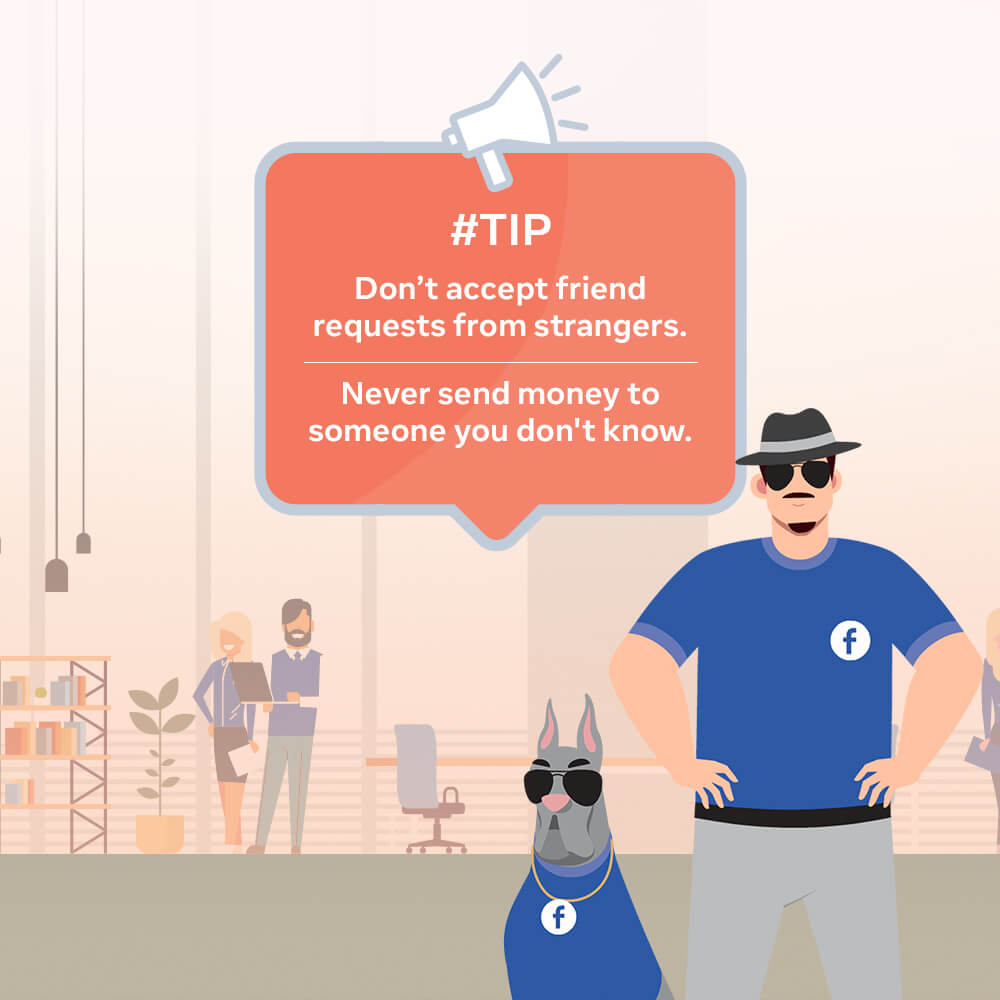 #TIP
Don’t accept friend
requests from strangers.
Never send money to
someone you don't know.
f
f